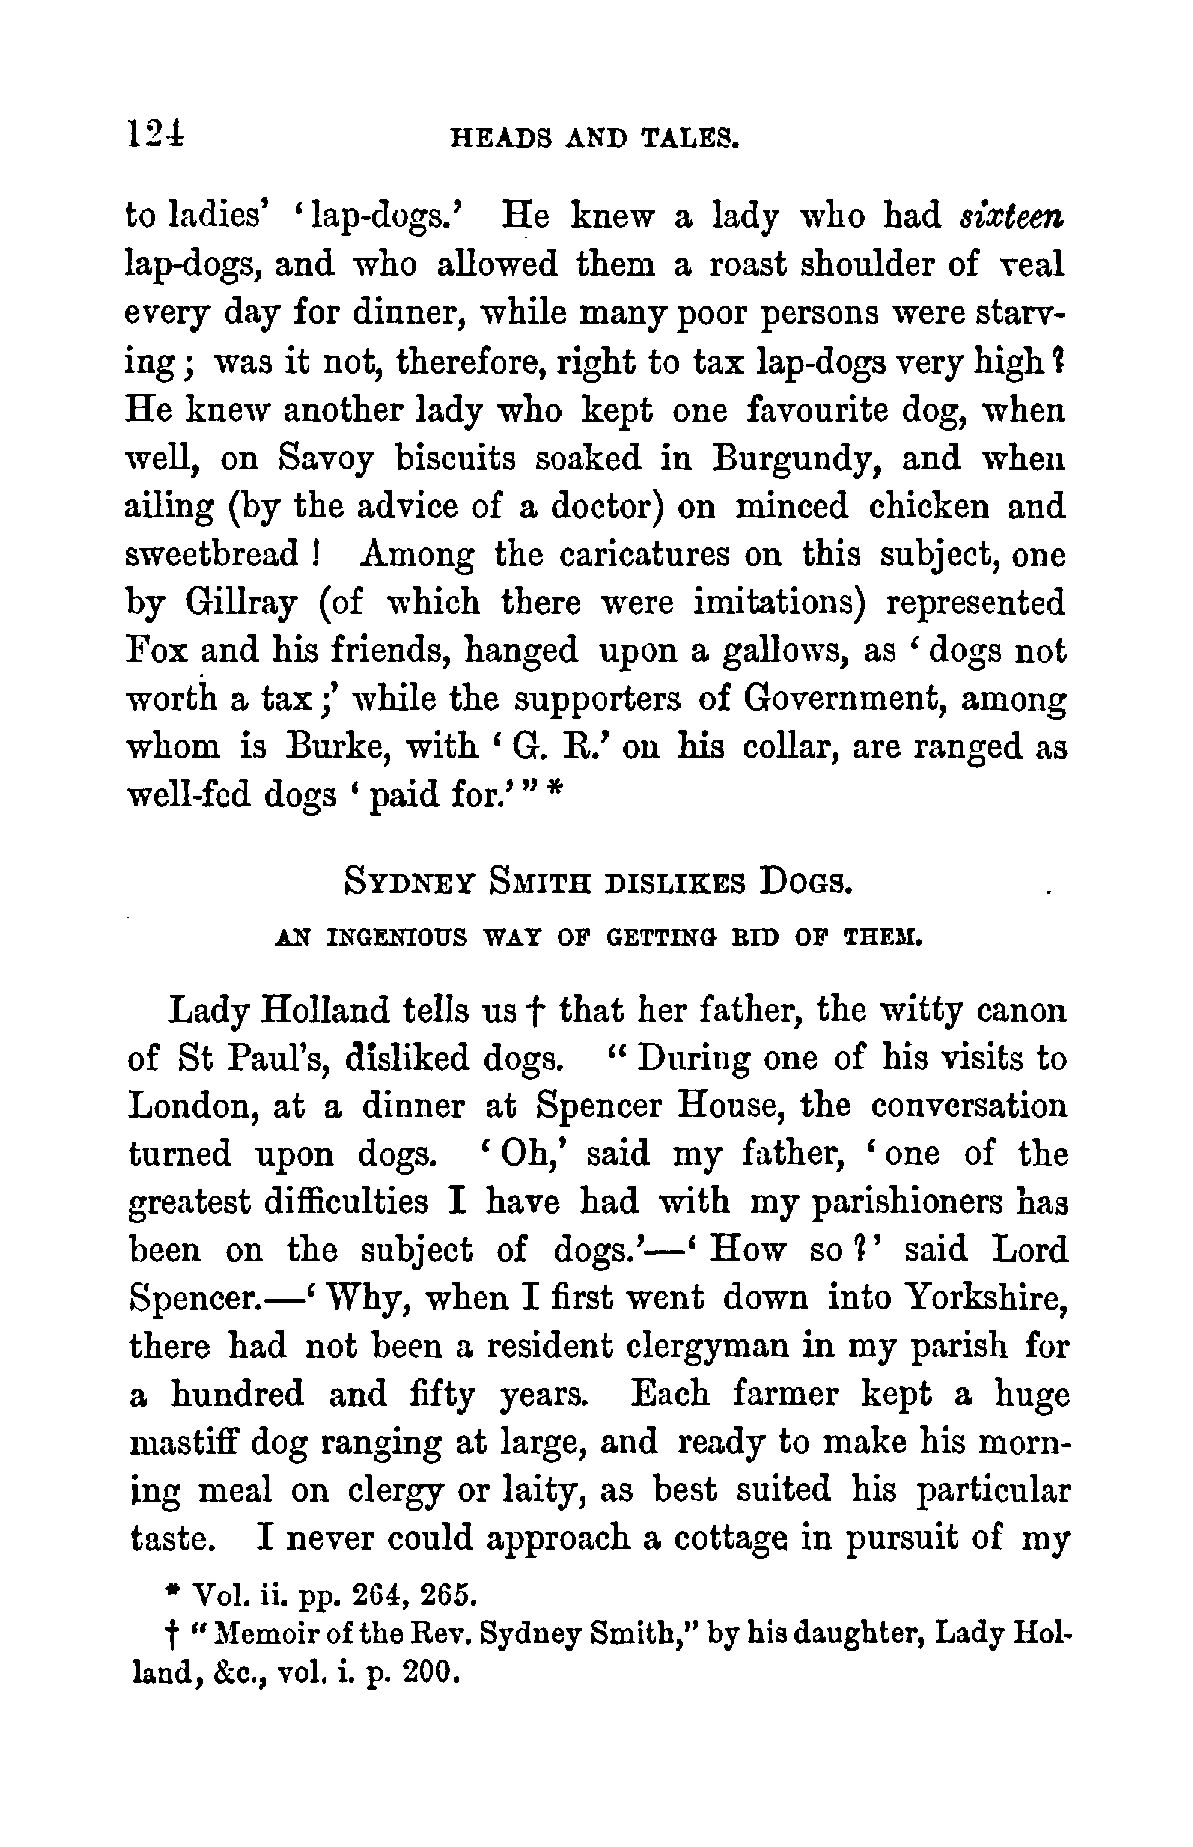 124 HEADS AND TALES.
to ladies' 'lap-dogs.' He knew a lady who had sixteen
lap-dogs, and who allowed them a roast shoulder of veal
every day for dinner, while many poor persons were starv-
ing; was it not, therefore, right to tax lap-dogs very high?
He knew another lady who kept one favourite dog, when
well, on Savoy biscuits soaked in Burgundy, and when
ailing (by the advice of a doctor) on minced chicken and
sweetbread! Among the caricatures on this subject, one
by Gillray (of which there were imitations) represented
Fox and his friends, hanged upon a gallows, as 'dogs not
worth a tax;' while the supporters of Government, among
whom is Burke, with 'G. R.' on his collar, are ranged as
well-fed dogs 'paid for.'" *
SYDNEY SMITH DISLIKES DOGS.
AN INGENIOUS WAY OF GETTING RID OF THEM.
Lady Holland tells us † that her father, the witty canon
of St Paul's, disliked dogs. "During one of his visits to
London, at a dinner at Spencer House, the conversation
turned upon dogs. 'Oh,' said my father, 'one of the
greatest difficulties I have had with my parishioners has
been on the subject of dogs.'—'How so?' said Lord
Spencer.—'Why, when I first went down into Yorkshire,
there had not been a resident clergyman in my parish for
a hundred and fifty years. Each farmer kept a huge
mastiff dog ranging at large, and ready to make his morn-
ing meal on clergy or laity, as best suited his particular
taste. I never could approach a cottage in pursuit of my
* Vol. ii. pp. 264, 265.
† "Memoir of the Rev. Sydney Smith," by his daughter, Lady Hol-
land, &c., vol. i. p. 200.